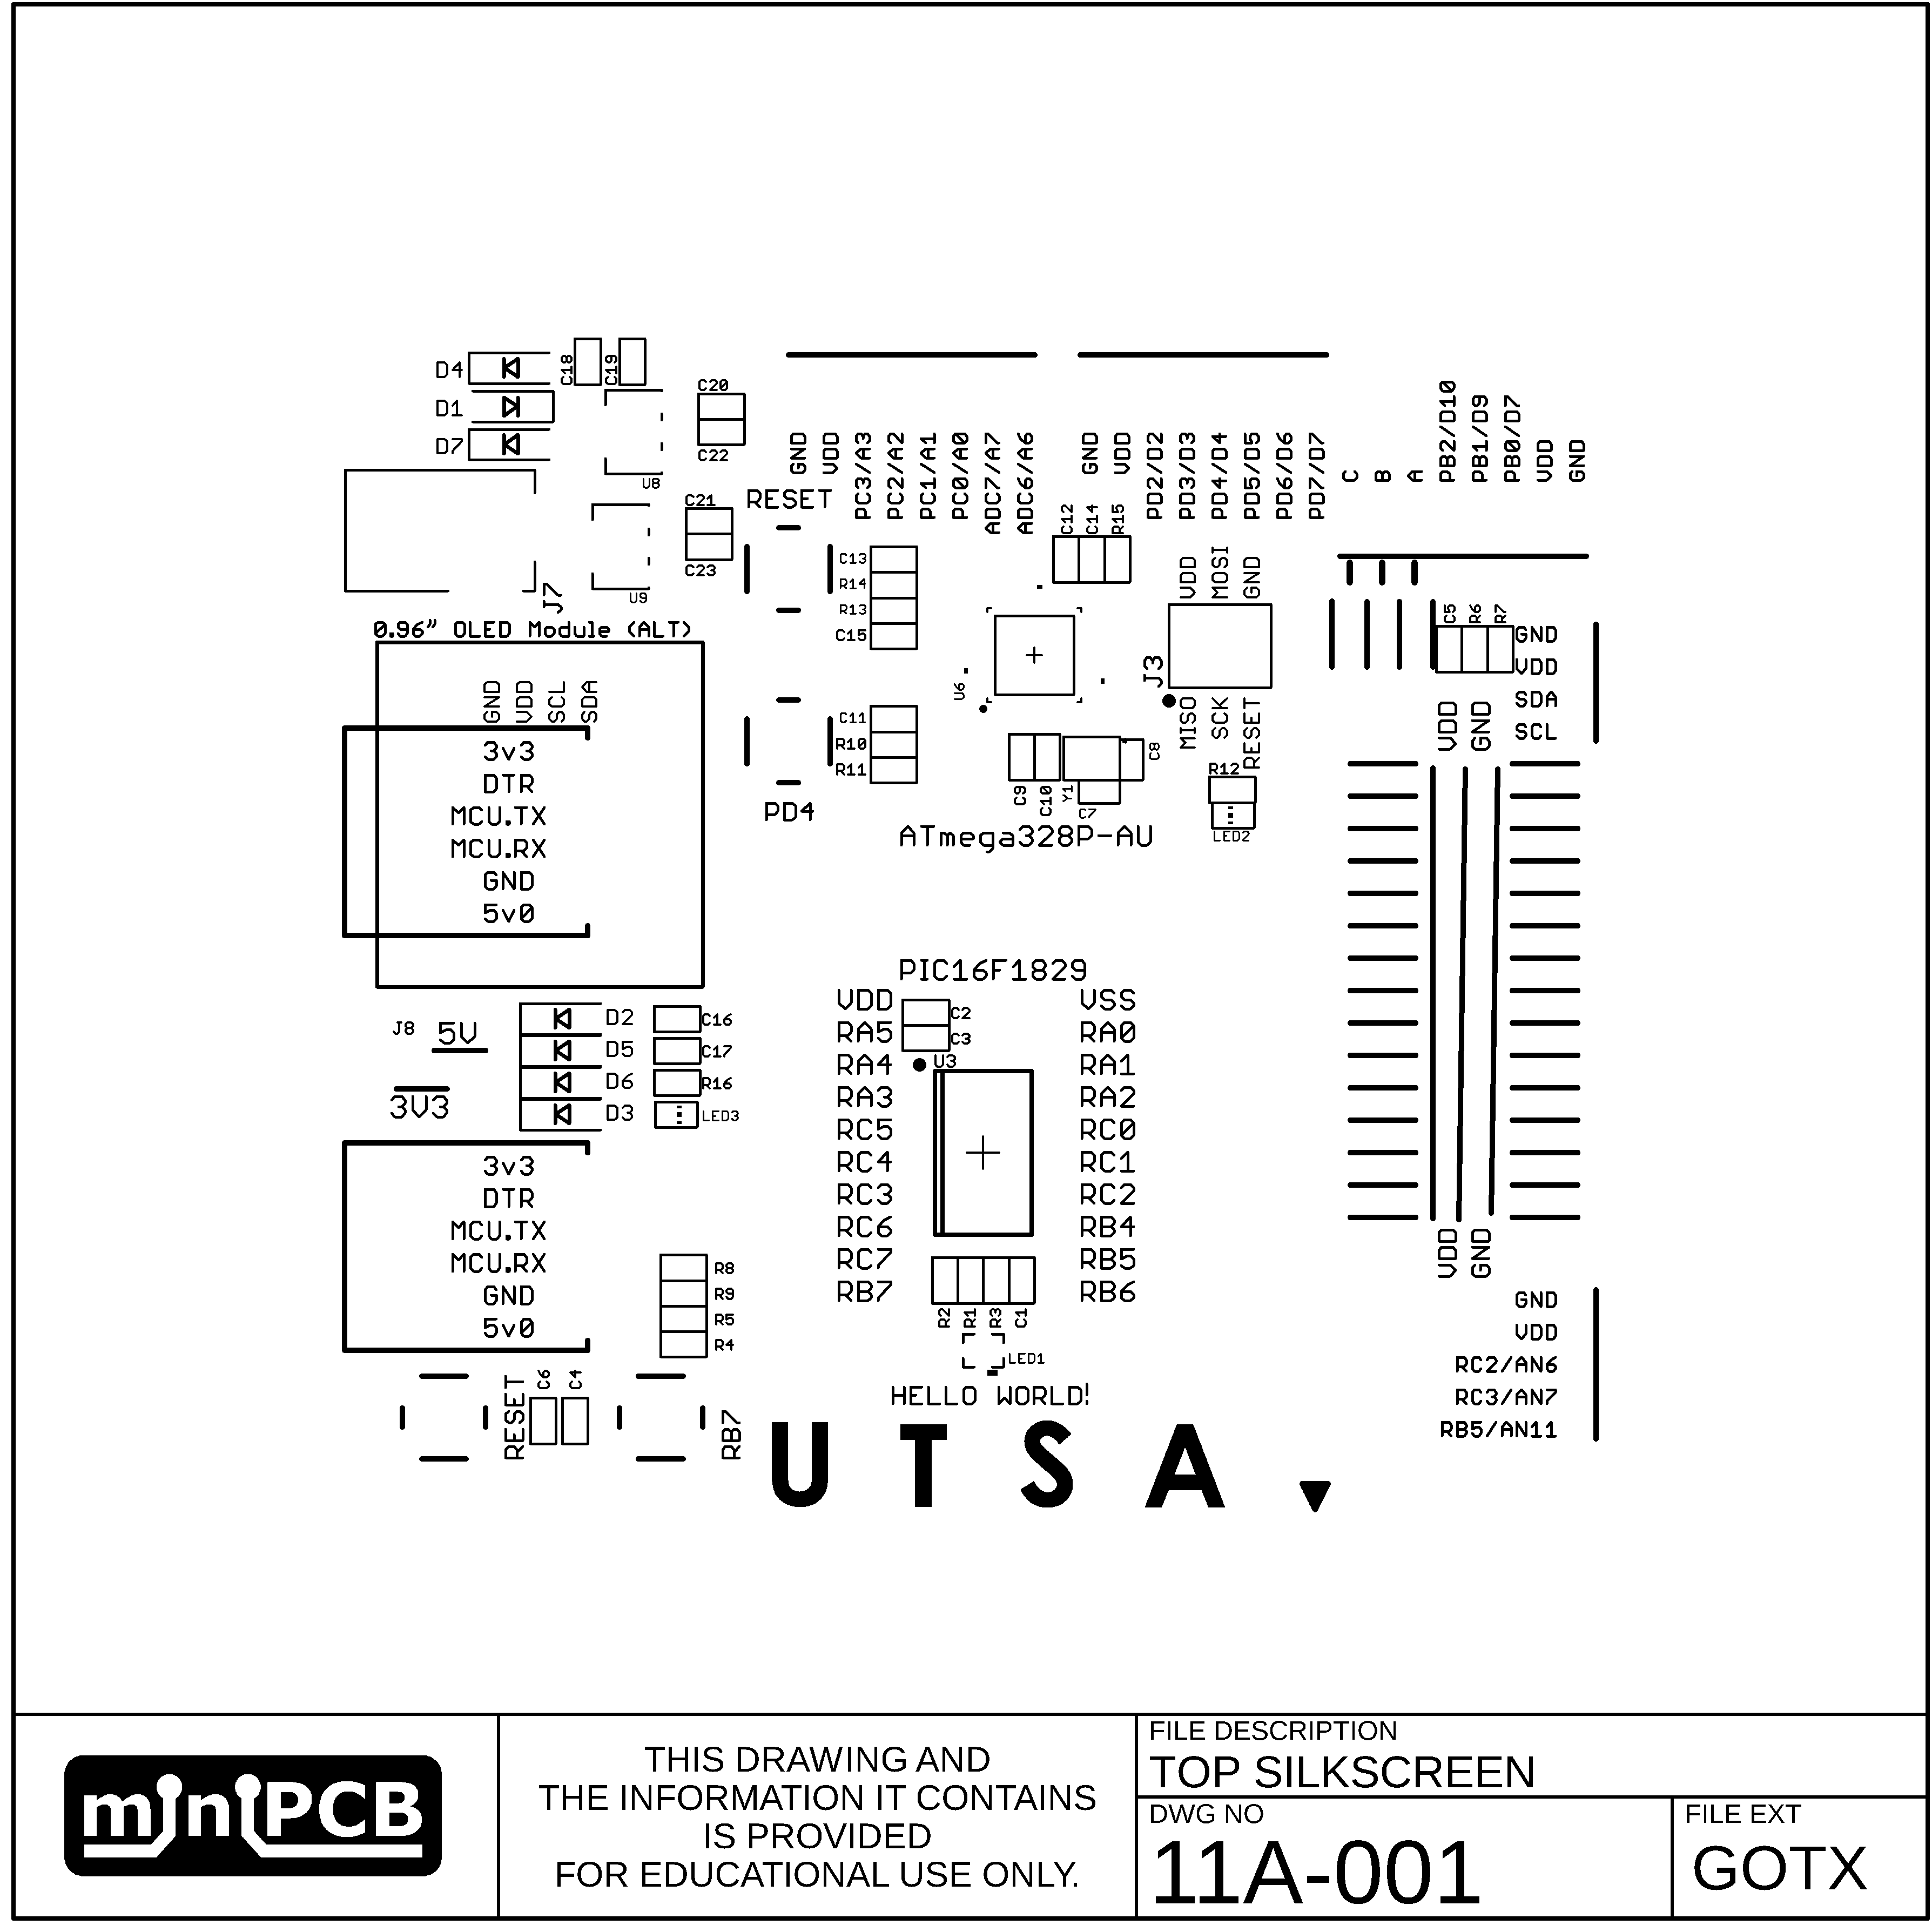 D4
C18
C19
D1
D7
C20
C22
U8
C21
C23
U9
J7
RESET
GND
VDD
PC3/A3
PC2/A2
PC1/A1
PC0/A0
ADC7/A7
ADC6/A6
GND
VDD
PD2/D2
PD3/D3
PD4/D4
PD5/D5
PD6/D6
PD7/D7
C
B
A
PB2/D10
PB1/D9
PB0/D7
VDD
GND
C12
C14
R15
C13
R14
R13
C15
VDD
MOSI
GND
J3
MISO
SCK
RESET
U6
C5
R6
R7
GND
VDD
SDA
SCL
VDD
GND
0.96” OLED Module (ALT)
GND
VDD
SCL
SDA
3v3
DTR
MCU.TX
MCU.RX
GND
5v0
C11
R10
R11
PD4
C9
C10
Y1
C7
C8
R12
LED2
ATmega328P-AU
PIC16F1829
VDD
RA5
RA4
RA3
RC5
RC4
RC3
RC6
RC7
RB7
C2
C3
U3
VSS
RA0
RA1
RA2
RC0
RC1
RC2
RB4
RB5
RB6
J8
5V
3V3
D2
D5
D6
D3
C16
C17
R16
LED3
3v3
DTR
MCU.TX
MCU.RX
GND
5v0
R8
R9
R5
R4
R2
R1
R3
C1
LED1
HELLO WORLD!
RESET
C6
C4
RB7
VDD
GND
GND
VDD
RC2/AN6
RC3/AN7
RB5/AN11
UTSA
miniPCB
THIS DRAWING AND
THE INFORMATION IT CONTAINS
IS PROVIDED
FOR EDUCATIONAL USE ONLY.
FILE DESCRIPTION
TOP SILKSCREEN
DWG NO
11A-001
FILE EXT
GOTX